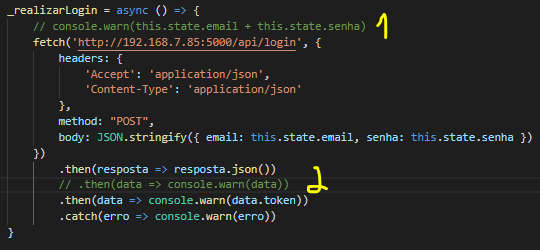 _realizarLogin = async () => {
// console.warn(this.state.email + this.state.senha) 1
fetch('http://192.168.7.85:5000/api/login', {
headers: {
'Accept': 'application/json',
'Content-Type': 'application/json'
},
method: "POST",
body: JSON.stringify({ email: this.state.email, senha: this.state.senha })
})
.then(resposta => resposta.json())
// .then(data => console.warn(data)) 2
.then(data => console.warn(data.token))
.catch(erro => console.warn(erro))
}